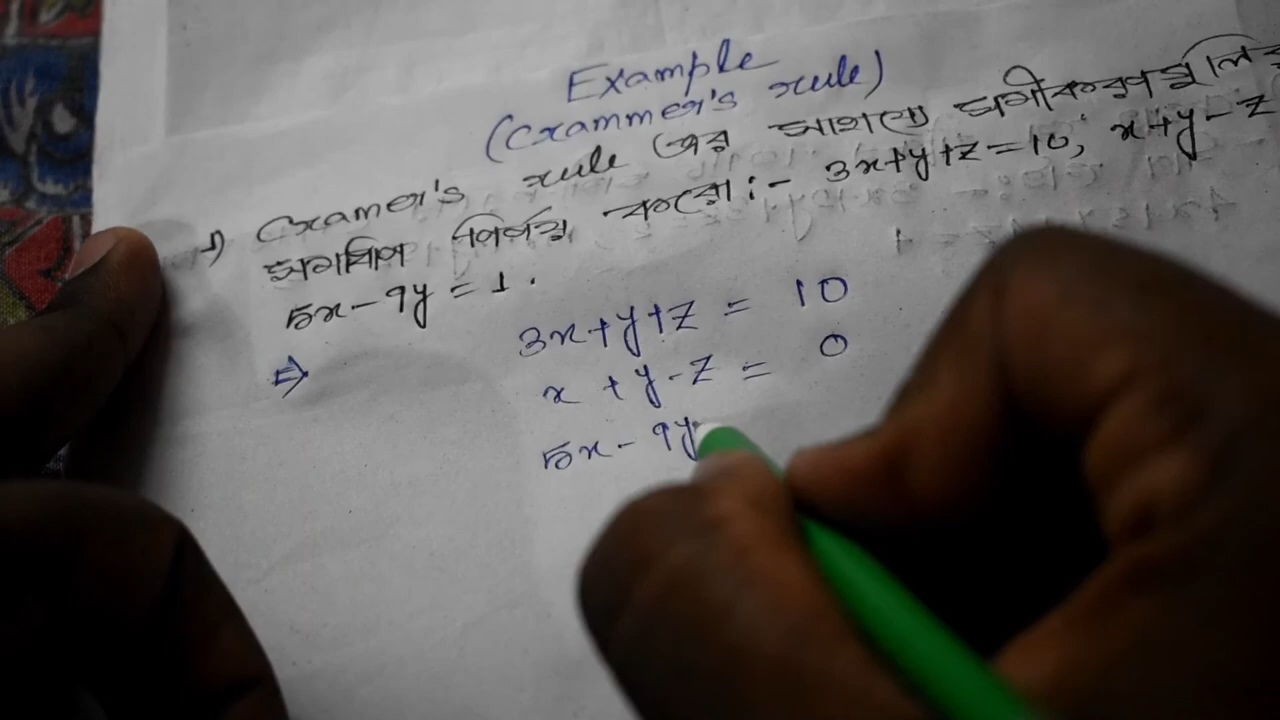 Example
(Crammer's rule)
1) Cramer's rule এর সাহায্যে সমীকরণগুলির
সমাধান নির্ণয় করো :- 3x+y+z=10, x+y-z
5x-9y = 1.
⇒ 3x+y+z = 10
x + y - z = 0
5x - 9y